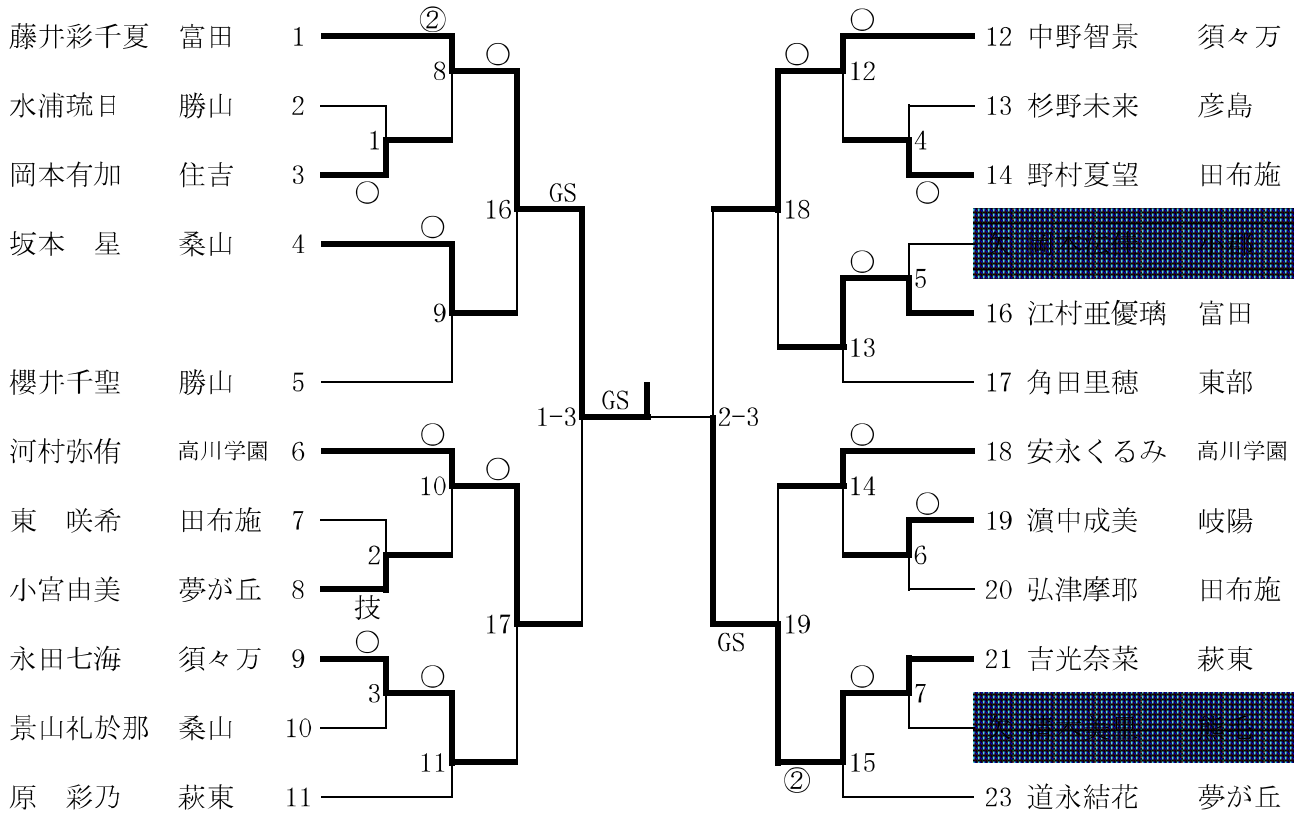 藤井彩千夏 富田 1
水浦琉日 勝山 2
岡本有加 住吉 3
坂本 星 桑山 4
櫻井千聖 勝山 5
河村弥侑 高川学園 6
東 咲希 田布施 7
小宮由美 夢が丘 8
永田七海 須々万 9
景山礼於那 桑山 10
原 彩乃 萩東 11
② 8 1 16 9 GS 1-3 10 2 技 17 3 11
GS
12 4 18 5 13 2-3 14 6 19 GS 7 15 ②
12 中野智景 須々万
13 杉野未来 彦島
14 野村夏望 田布施
16 江村亜優璃 富田
17 角田里穂 東部
18 安永くるみ 高川学園
19 濵中成美 岐陽
20 弘津摩耶 田布施
21 吉光奈菜 萩東
23 道永結花 夢が丘